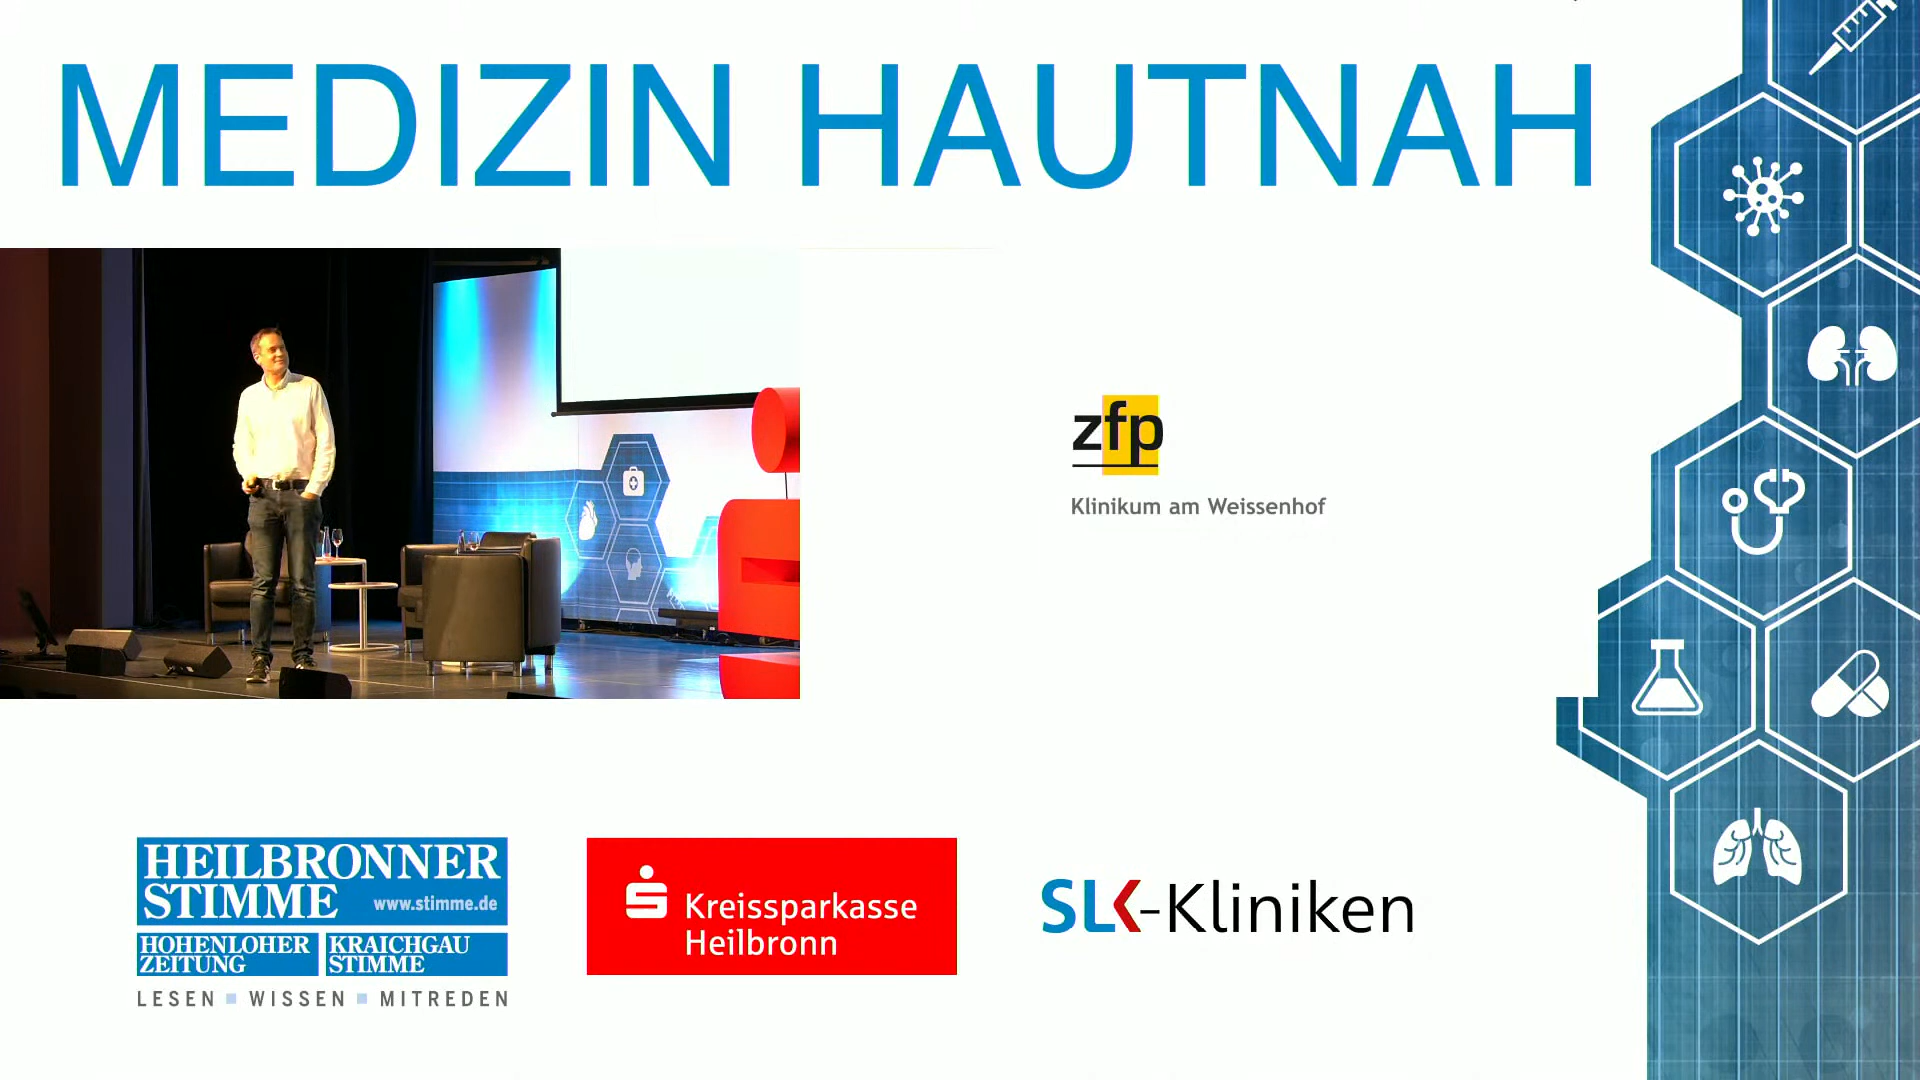 MEDIZIN HAUTNAH
zfp
Klinikum am Weissenhof
HEILBRONNER
STIMME www.stimme.de
HOHENLOHER
ZEITUNG
KRAICHGAU
STIMME
LESEN WISSEN MITREDEN
Kreissparkasse
Heilbronn
SLK-Kliniken